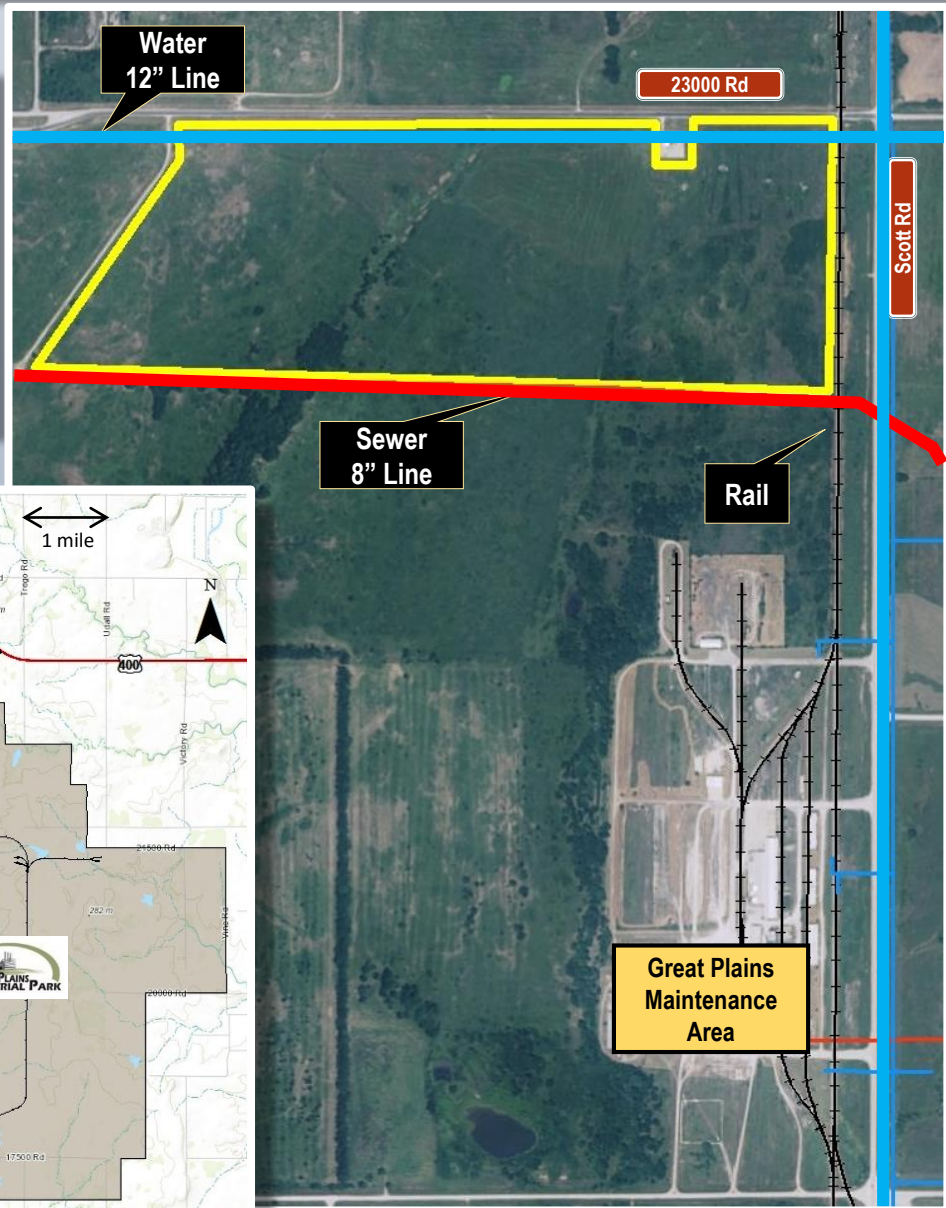 Water
12” Line
23000 Rd
Scott Rd
Sewer
8” Line
Rail
1 mile
Trego Rd
Udall Rd
N
400
Victory Rd
21500 Rd
282 m
Vine Rd
PLAINS
RIAL PARK
20000 Rd
17500 Rd
Great Plains
Maintenance
Area